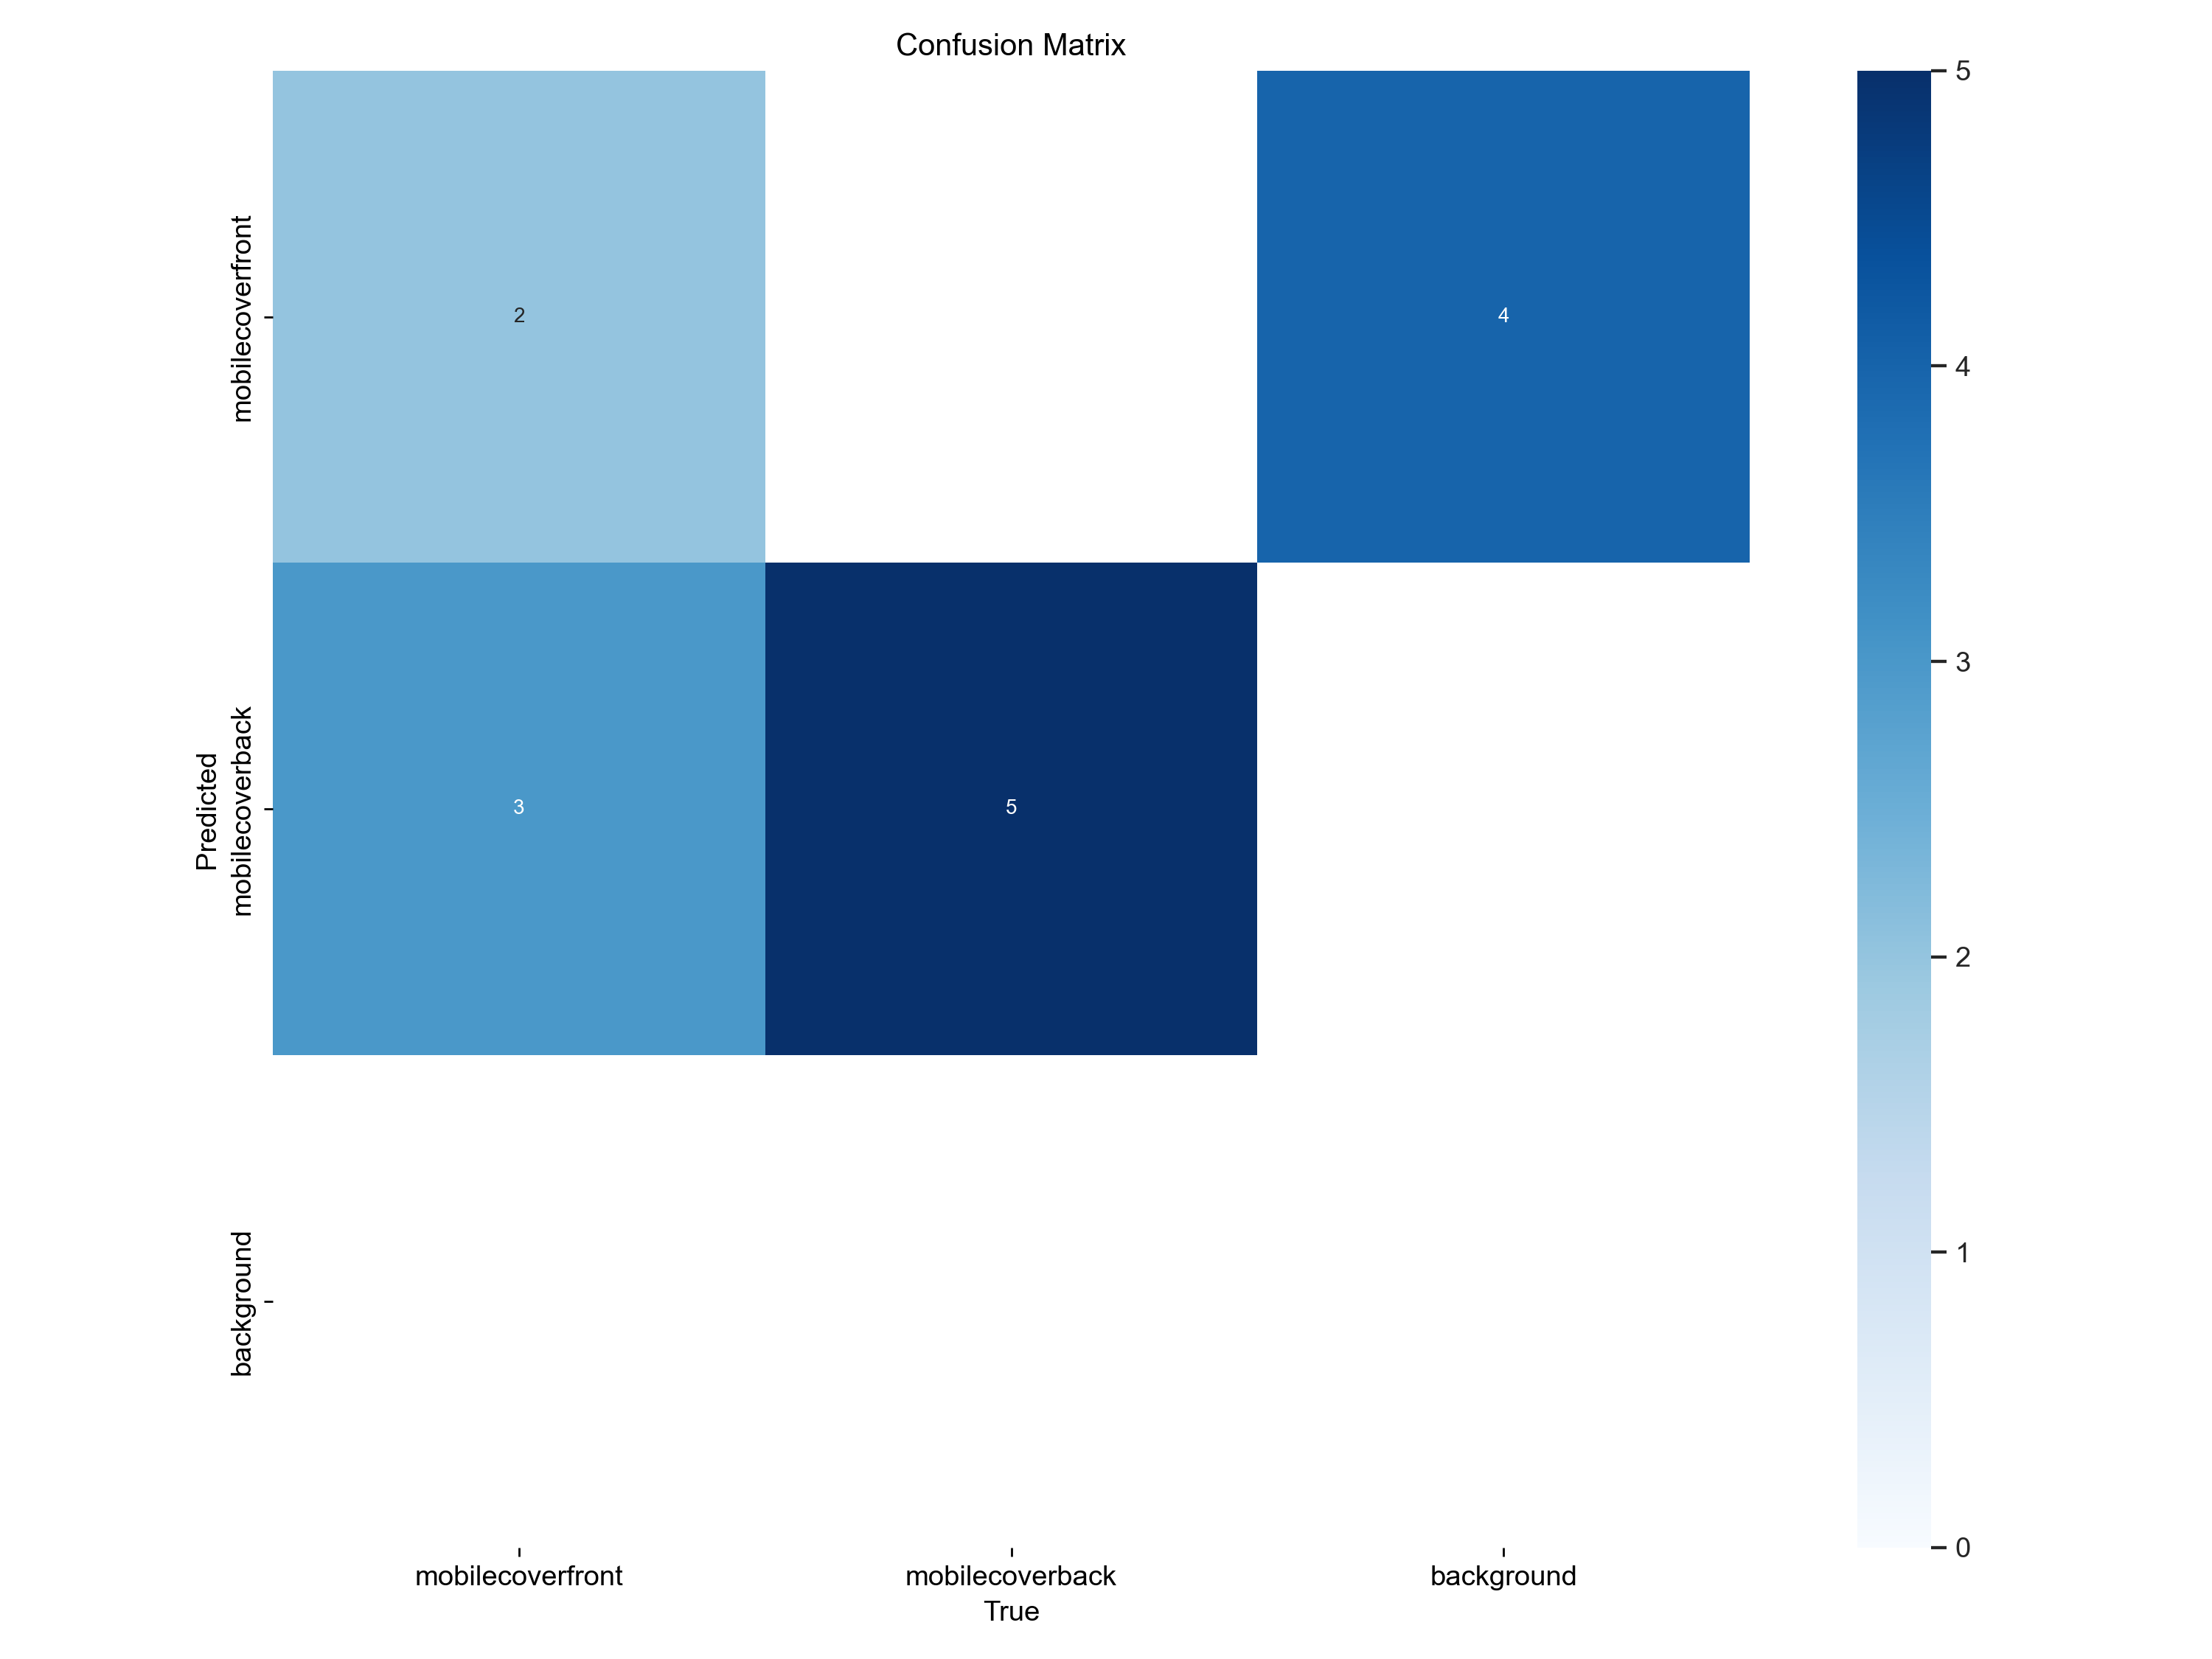 Confusion Matrix
mobilecoverfront
mobilecoverback
background
Predicted
2
4
3
5
mobilecoverfront
mobilecoverback
background
True
5
4
3
2
1
0